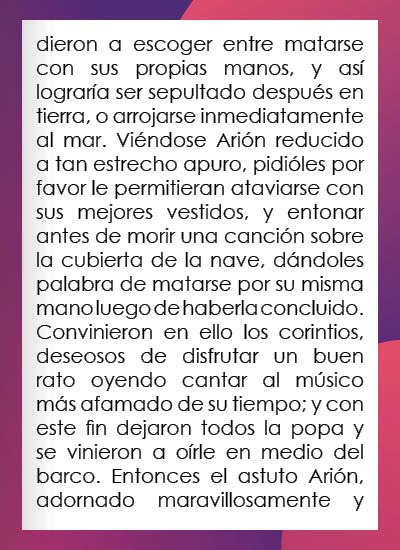 dieron a escoger entre matarse
con sus propias manos, y así
lograría ser sepultado después en
tierra, o arrojarse inmediatamente
al mar. Viéndose Arión reducido
a tan estrecho apuro, pidióles por
favor le permitieran ataviarse con
sus mejores vestidos, y entonar
antes de morir una canción sobre
la cubierta de la nave, dándoles
palabra de matarse por su misma
mano luego de haberla concluido.
Convinieron en ello los corintios,
deseosos de disfrutar un buen
rato oyendo cantar al músico
más afamado de su tiempo; y con
este fin dejaron todos la popa y
se vinieron a oírle en medio del
barco. Entonces el astuto Arión,
adornado maravillosamente y